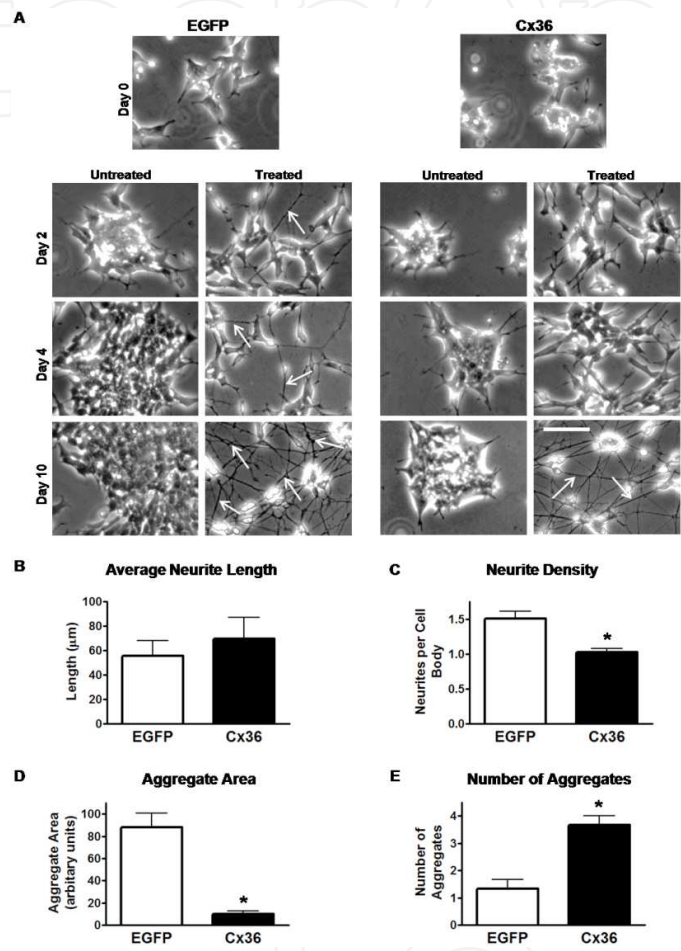 A
EGFP Cx36
Day 0
Untreated Treated Untreated Treated
Day 2
Day 4
Day 10
B Average Neurite Length
Length (μm)
100
80
60
40
20
0
EGFP Cx36
C Neurite Density
Neurites per Cell
Body
1.5
1.0
0.5
0.0
*
EGFP Cx36
D Aggregate Area
Aggregate Area
(arbitary units)
100
80
60
40
20
0
*
EGFP Cx36
E Number of Aggregates
Number of
Aggregates
4
3
2
1
0
*
EGFP Cx36